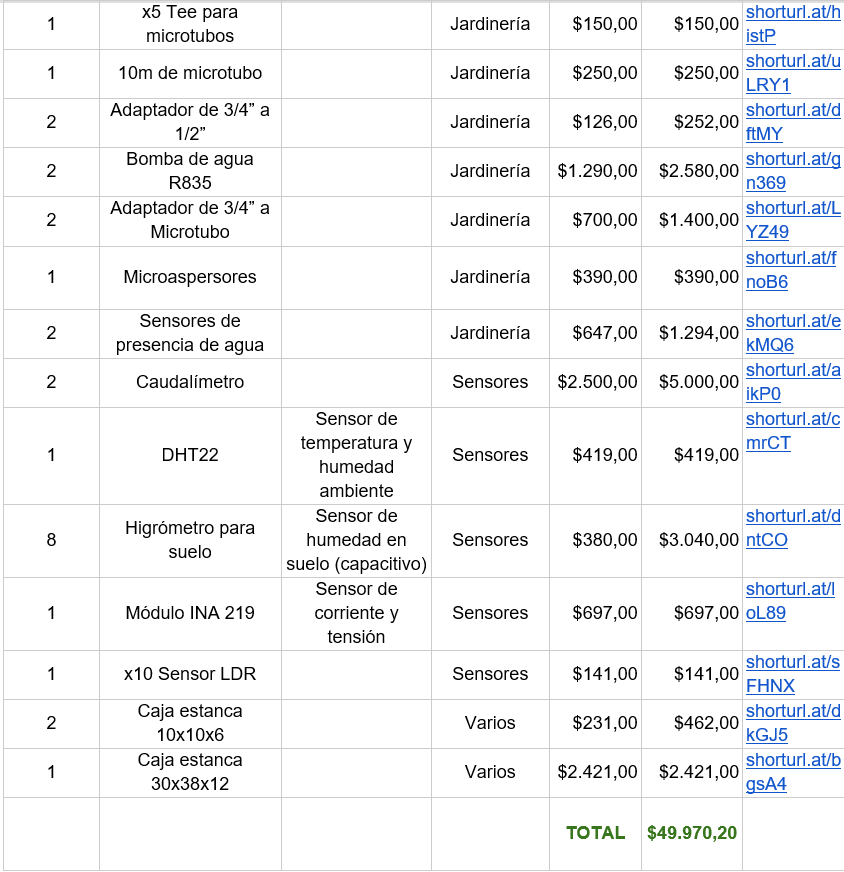 1 x5 Tee para microtubos Jardinería $150,00 $150,00 shorturl.at/histP
1 10m de microtubo Jardinería $250,00 $250,00 shorturl.at/uLRY1
2 Adaptador de 3/4” a 1/2” Jardinería $126,00 $252,00 shorturl.at/dftMY
2 Bomba de agua R835 Jardinería $1.290,00 $2.580,00 shorturl.at/gn369
2 Adaptador de 3/4” a Microtubo Jardinería $700,00 $1.400,00 shorturl.at/LYZ49
1 Microaspersores Jardinería $390,00 $390,00 shorturl.at/fnoB6
2 Sensores de presencia de agua Jardinería $647,00 $1.294,00 shorturl.at/ekMQ6
2 Caudalímetro Sensores $2.500,00 $5.000,00 shorturl.at/aikP0
1 DHT22 Sensor de temperatura y humedad ambiente Sensores $419,00 $419,00 shorturl.at/cmrCT
8 Higrómetro para suelo Sensor de humedad en suelo (capacitivo) Sensores $380,00 $3.040,00 shorturl.at/dntCO
1 Módulo INA 219 Sensor de corriente y tensión Sensores $697,00 $697,00 shorturl.at/loL89
1 x10 Sensor LDR Sensores $141,00 $141,00 shorturl.at/sFHNX
2 Caja estanca 10x10x6 Varios $231,00 $462,00 shorturl.at/dkGJ5
1 Caja estanca 30x38x12 Varios $2.421,00 $2.421,00 shorturl.at/bgsA4
TOTAL $49.970,20